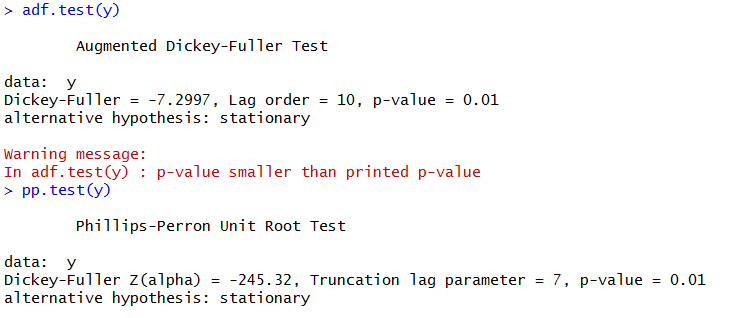 > adf.test(y)
Augmented Dickey-Fuller Test
data:  y
Dickey-Fuller = -7.2997, Lag order = 10, p-value = 0.01
alternative hypothesis: stationary
Warning message:
In adf.test(y) : p-value smaller than printed p-value
> pp.test(y)
Phillips-Perron Unit Root Test
data:  y
Dickey-Fuller Z(alpha) = -245.32, Truncation lag parameter = 7, p-value = 0.01
alternative hypothesis: stationary